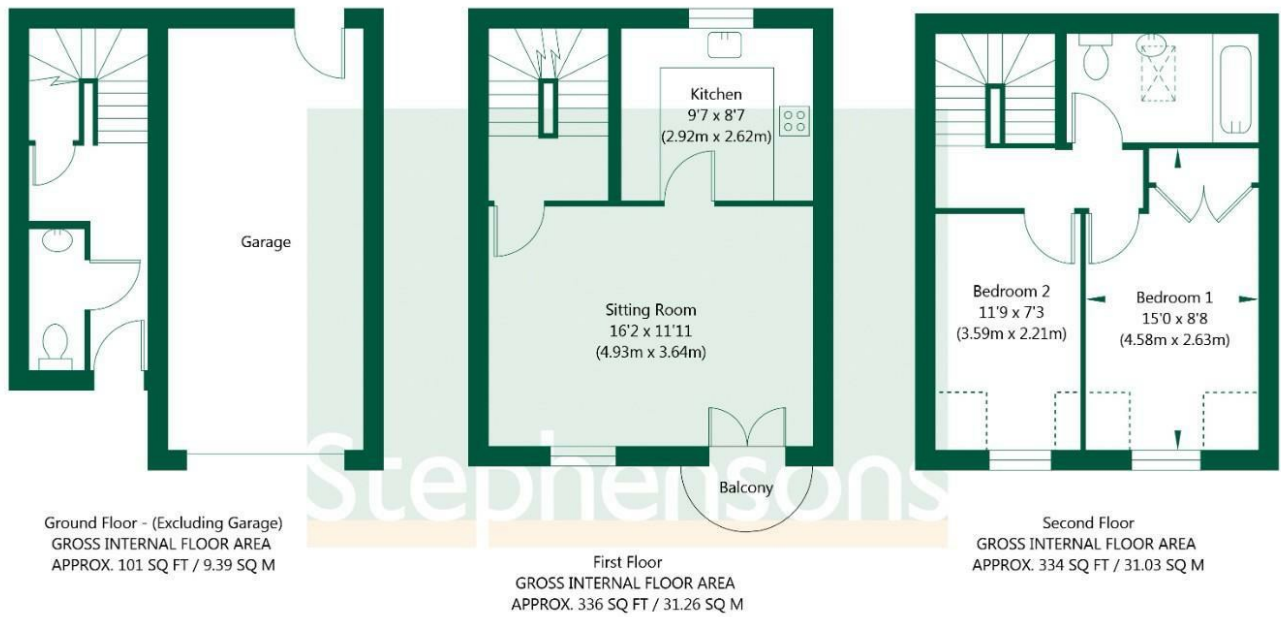 Garage
Kitchen
9'7 x 8'7
(2.92m x 2.62m)
Sitting Room
16'2 x 11'11
(4.93m x 3.64m)
Balcony
Bedroom 2
11'9 x 7'3
(3.59m x 2.21m)
Bedroom 1
15'0 x 8'8
(4.58m x 2.63m)
Stephensons
Ground Floor - (Excluding Garage)
GROSS INTERNAL FLOOR AREA
APPROX. 101 SQ FT / 9.39 SQ M
First Floor
GROSS INTERNAL FLOOR AREA
APPROX. 336 SQ FT / 31.26 SQ M
Second Floor
GROSS INTERNAL FLOOR AREA
APPROX. 334 SQ FT / 31.03 SQ M